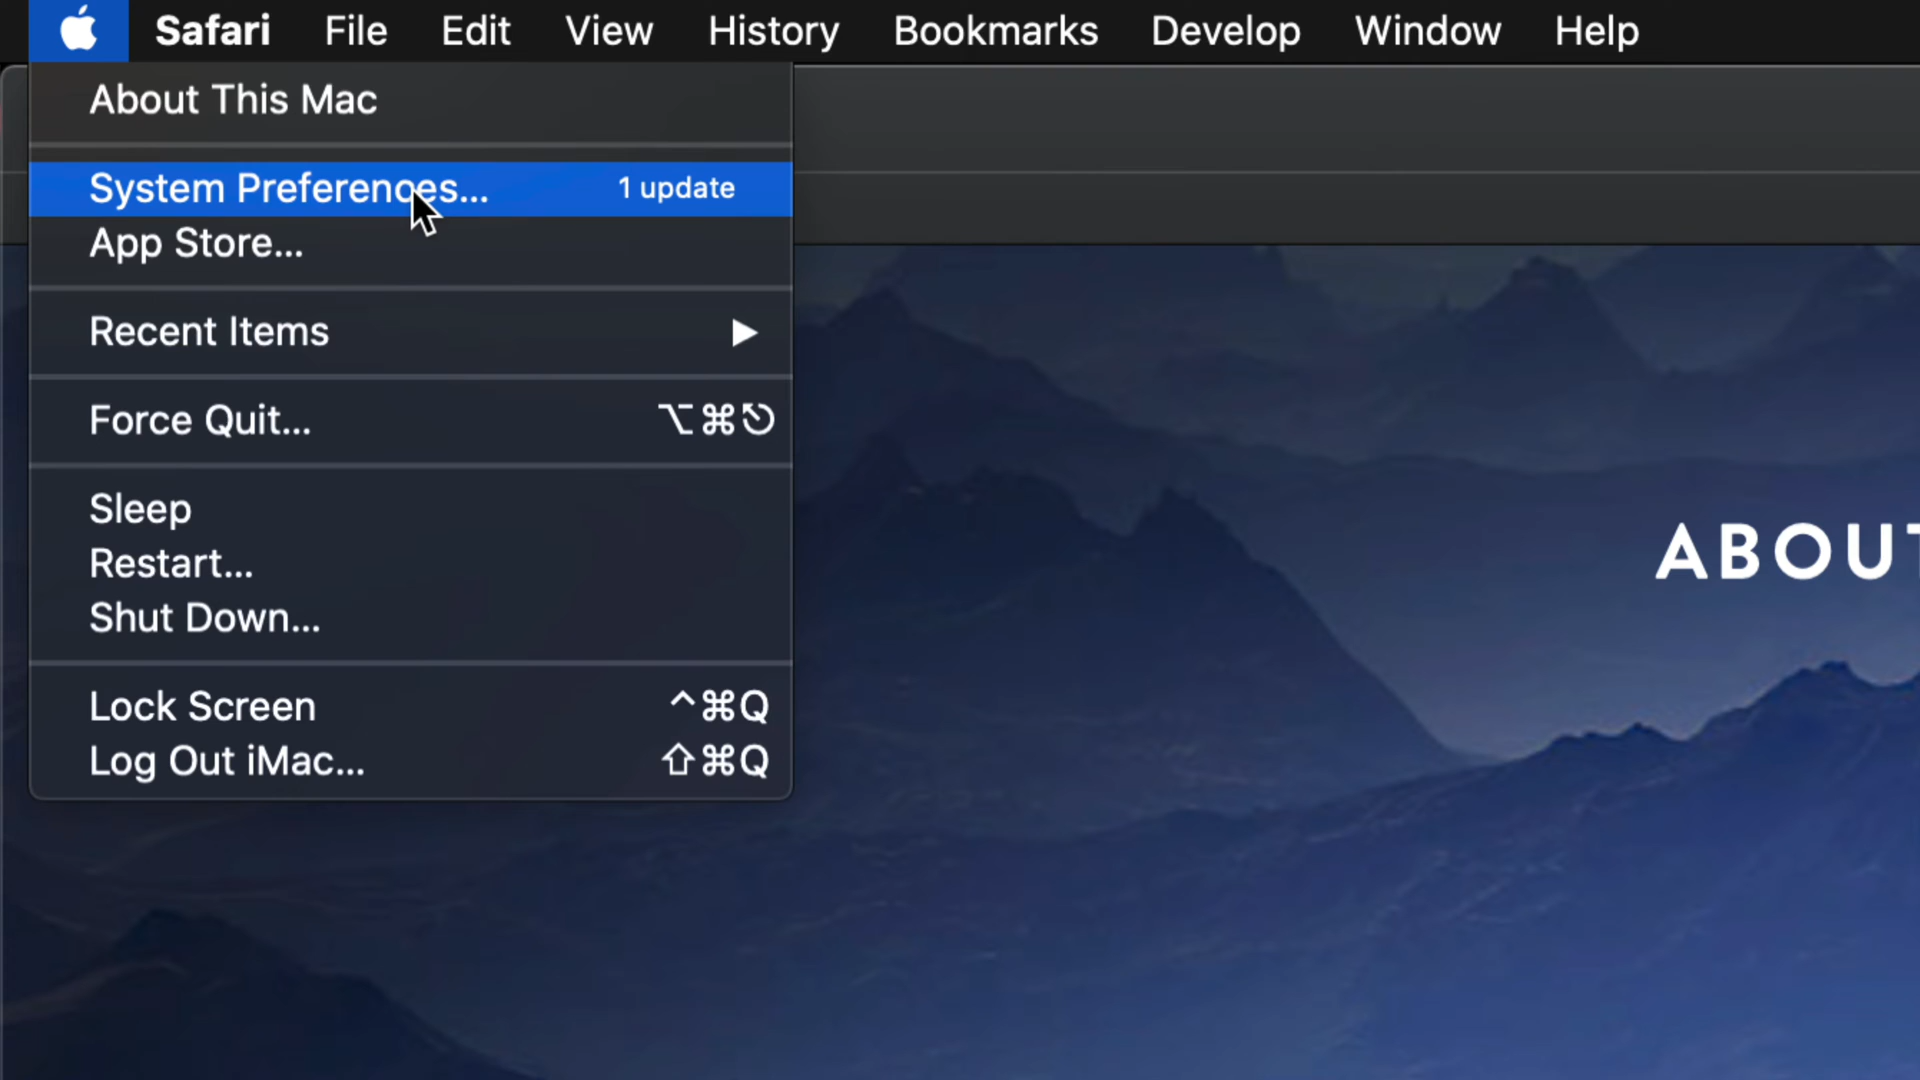 Safari File Edit View History Bookmarks Develop Window Help
About This Mac
System Preferences... 1 update
App Store...
Recent Items ▶
Force Quit... ⌥⌘⎋
Sleep
Restart...
Shut Down...
Lock Screen ^⌘Q
Log Out iMac... ⇧⌘Q
ABOUT